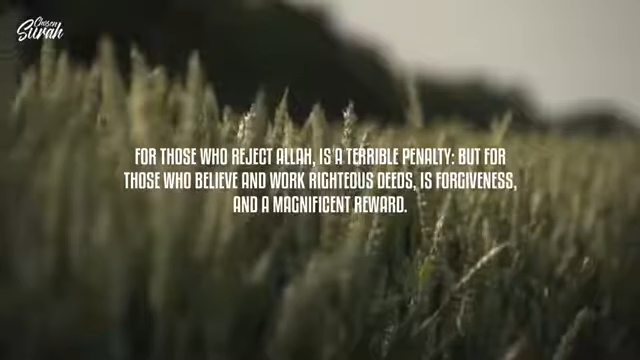 Chosen
Surah
FOR THOSE WHO REJECT ALLAH, IS A TERRIBLE PENALTY: BUT FOR
THOSE WHO BELIEVE AND WORK RIGHTEOUS DEEDS, IS FORGIVENESS,
AND A MAGNIFICENT REWARD.